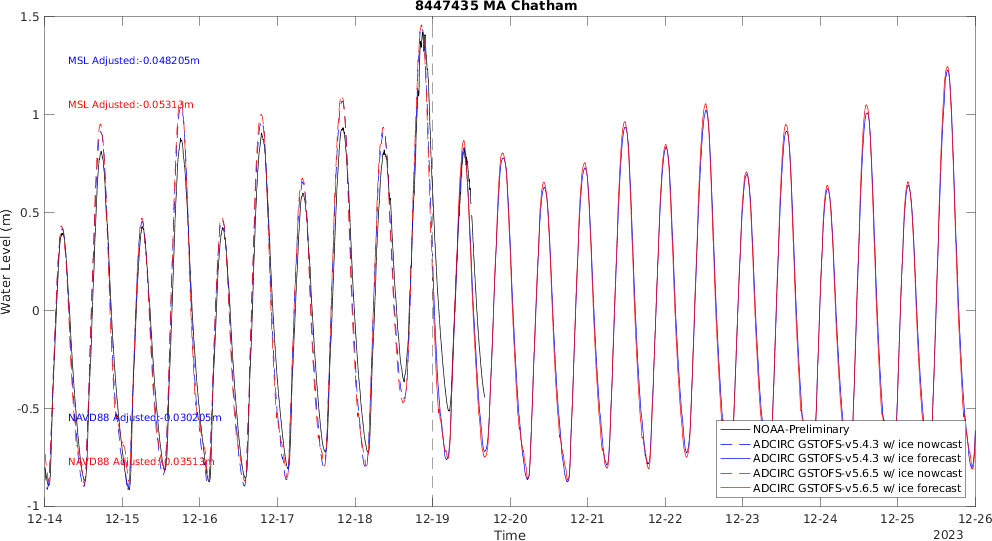 8447435 MA Chatham
1.5
MSL Adjusted:-0.048205m
MSL Adjusted:-0.05313m
1
0.5
Water Level (m)
0
-0.5
NAVD88 Adjusted:-0.030205m
NAVD88 Adjusted:-0.03513m
-1
NOAA-Preliminary
ADCIRC GSTOFS-v5.4.3 w/ ice nowcast
ADCIRC GSTOFS-v5.4.3 w/ ice forecast
ADCIRC GSTOFS-v5.6.5 w/ ice nowcast
ADCIRC GSTOFS-v5.6.5 w/ ice forecast
12-14 12-15 12-16 12-17 12-18 12-19 12-20 12-21 12-22 12-23 12-24 12-25 12-26
Time
2023